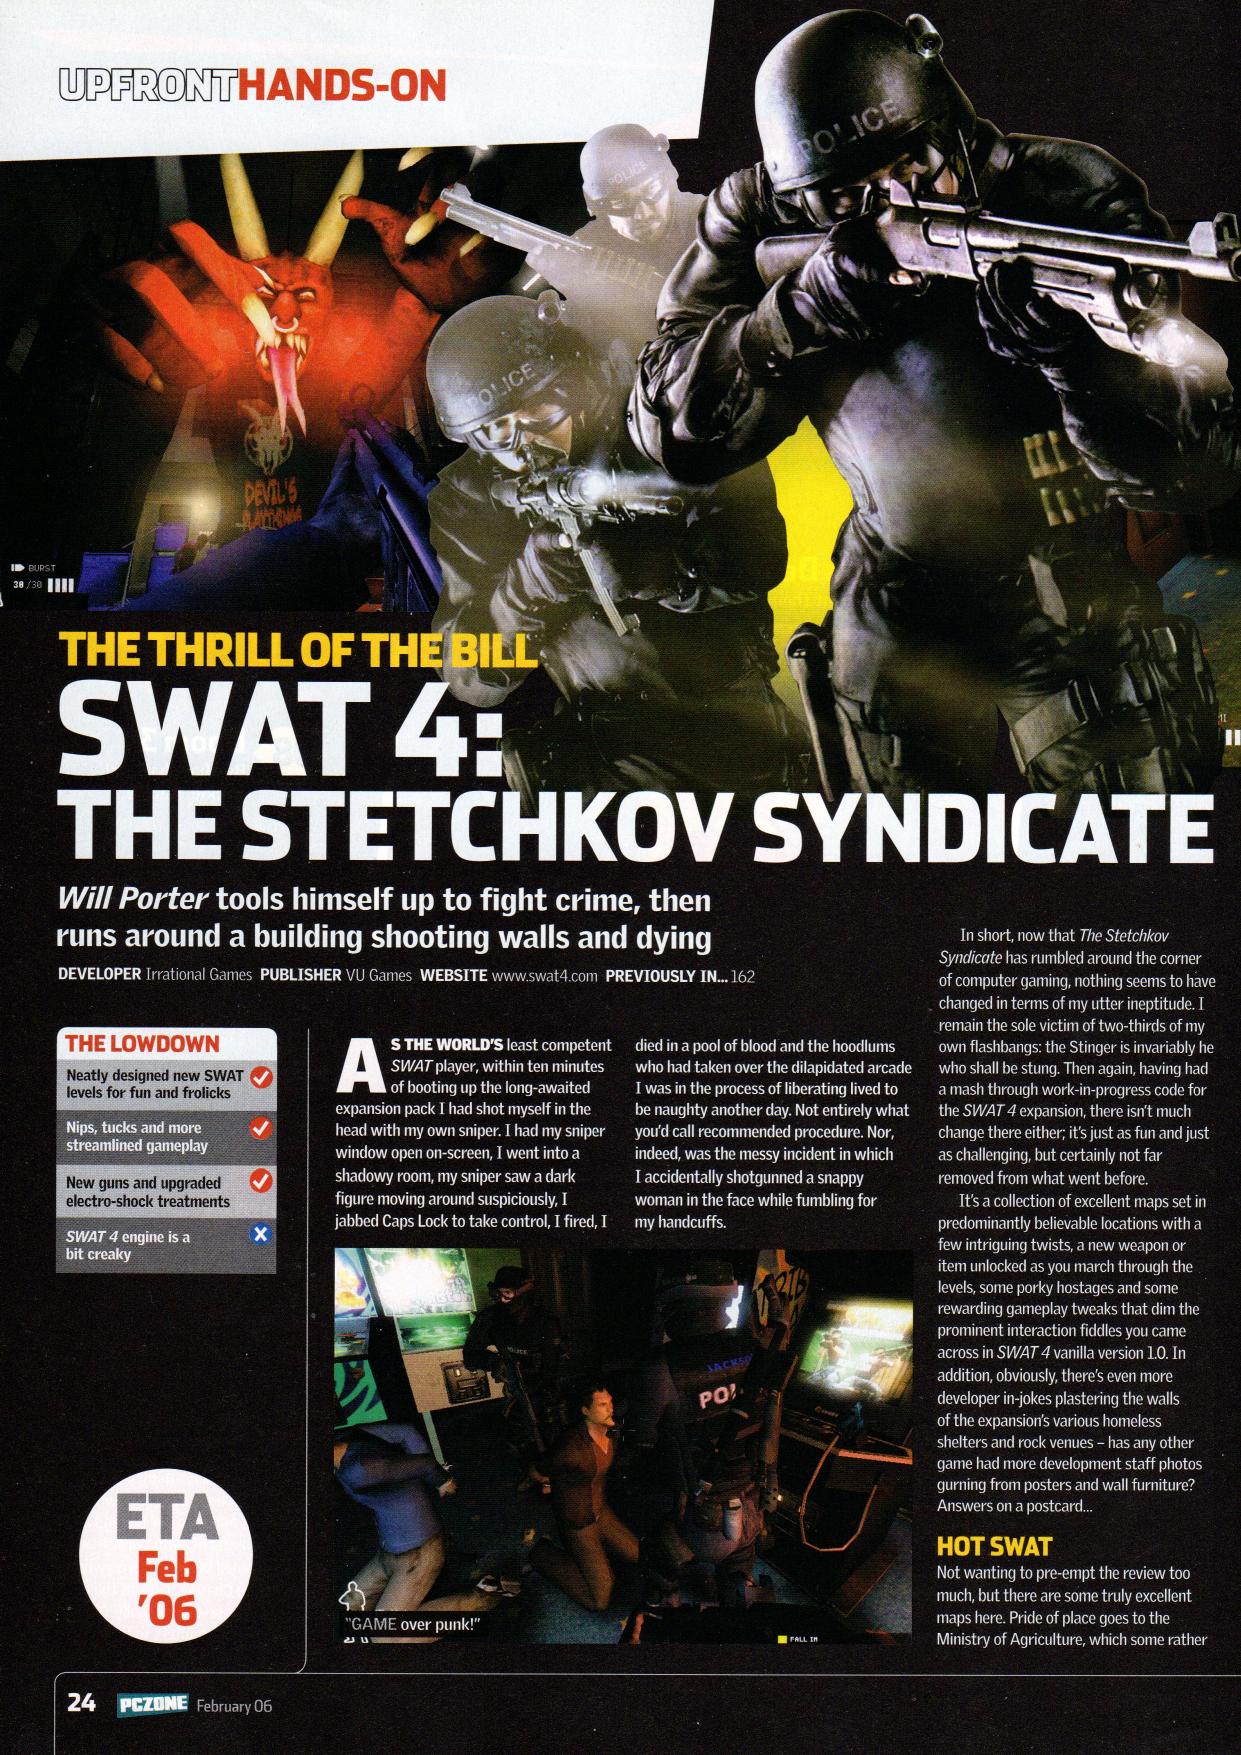 UPFRONTHANDS-ON
POLICE
POLICE
POLICE
DEVIL'S
PLAYTHINGS
BURST
30/30
THE THRILL OF THE BILL
SWAT 4:
THE STETCHKOV SYNDICATE
Will Porter tools himself up to fight crime, then
runs around a building shooting walls and dying
DEVELOPER Irrational Games PUBLISHER VU Games WEBSITE www.swat4.com PREVIOUSLY IN... 162
THE LOWDOWN
Neatly designed new SWAT
levels for fun and frolicks
Nips, tucks and more
streamlined gameplay
New guns and upgraded
electro-shock treatments
SWAT 4 engine is a
bit creaky
ETA
Feb
'06
AS THE WORLD'S least competent
SWAT player, within ten minutes
of booting up the long-awaited
expansion pack I had shot myself in the
head with my own sniper. I had my sniper
window open on-screen, I went into a
shadowy room, my sniper saw a dark
figure moving around suspiciously, I
jabbed Caps Lock to take control, I fired, I
died in a pool of blood and the hoodlums
who had taken over the dilapidated arcade
I was in the process of liberating lived to
be naughty another day. Not entirely what
you'd call recommended procedure. Nor,
indeed, was the messy incident in which
I accidentally shotgunned a snappy
woman in the face while fumbling for
my handcuffs.
POLICE
JACKSON
POL
"GAME over punk!"
FALL IN
In short, now that The Stetchkov
Syndicate has rumbled around the corner
of computer gaming, nothing seems to have
changed in terms of my utter ineptitude. I
remain the sole victim of two-thirds of my
own flashbangs: the Stinger is invariably he
who shall be stung. Then again, having had
a mash through work-in-progress code for
the SWAT 4 expansion, there isn't much
change there either; it's just as fun and just
as challenging, but certainly not far
removed from what went before.
It's a collection of excellent maps set in
predominantly believable locations with a
few intriguing twists, a new weapon or
item unlocked as you march through the
levels, some porky hostages and some
rewarding gameplay tweaks that dim the
prominent interaction fiddles you came
across in SWAT 4 vanilla version 1.0. In
addition, obviously, there's even more
developer in-jokes plastering the walls
of the expansion's various homeless
shelters and rock venues – has any other
game had more development staff photos
gurning from posters and wall furniture?
Answers on a postcard...
HOT SWAT
Not wanting to pre-empt the review too
much, but there are some truly excellent
maps here. Pride of place goes to the
Ministry of Agriculture, which some rather
24 PCZONE February 06